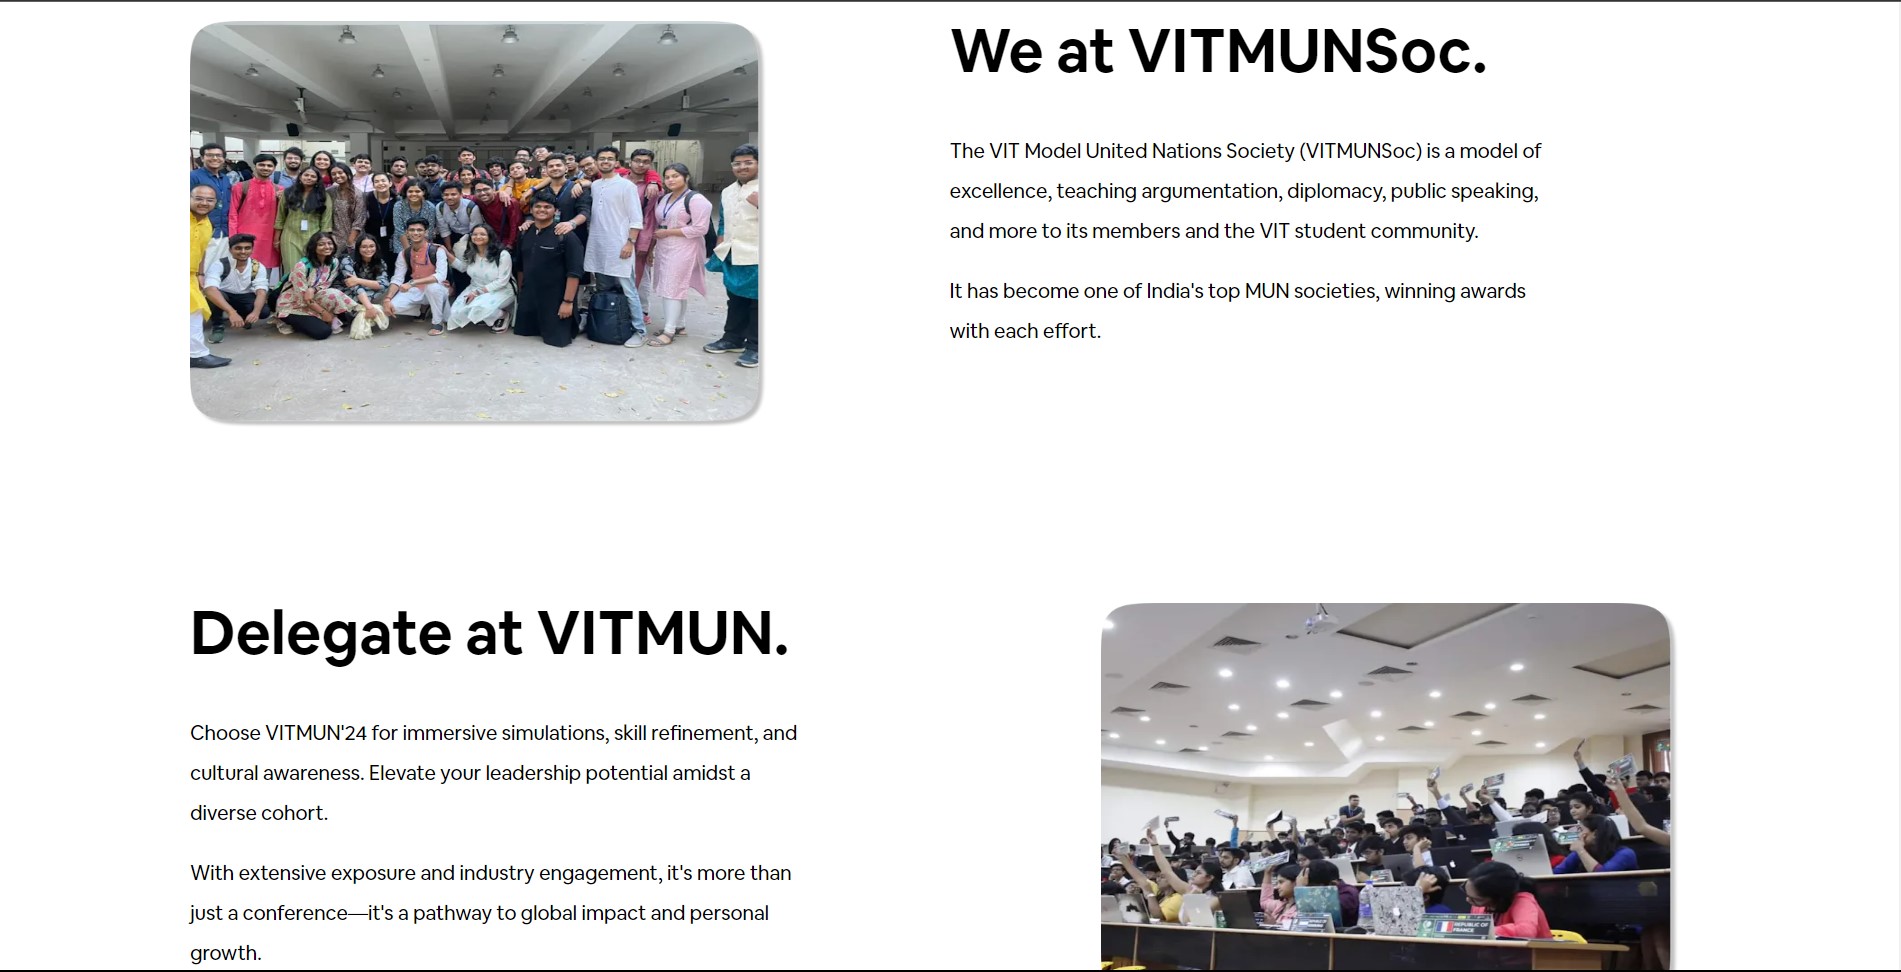 We at VITMUNSoc.
The VIT Model United Nations Society (VITMUNSoc) is a model of
excellence, teaching argumentation, diplomacy, public speaking,
and more to its members and the VIT student community.
It has become one of India's top MUN societies, winning awards
with each effort.
Delegate at VITMUN.
Choose VITMUN'24 for immersive simulations, skill refinement, and
cultural awareness. Elevate your leadership potential amidst a
diverse cohort.
With extensive exposure and industry engagement, it's more than
just a conference—it's a pathway to global impact and personal
growth.
REPUBLIC OF
FRANCE